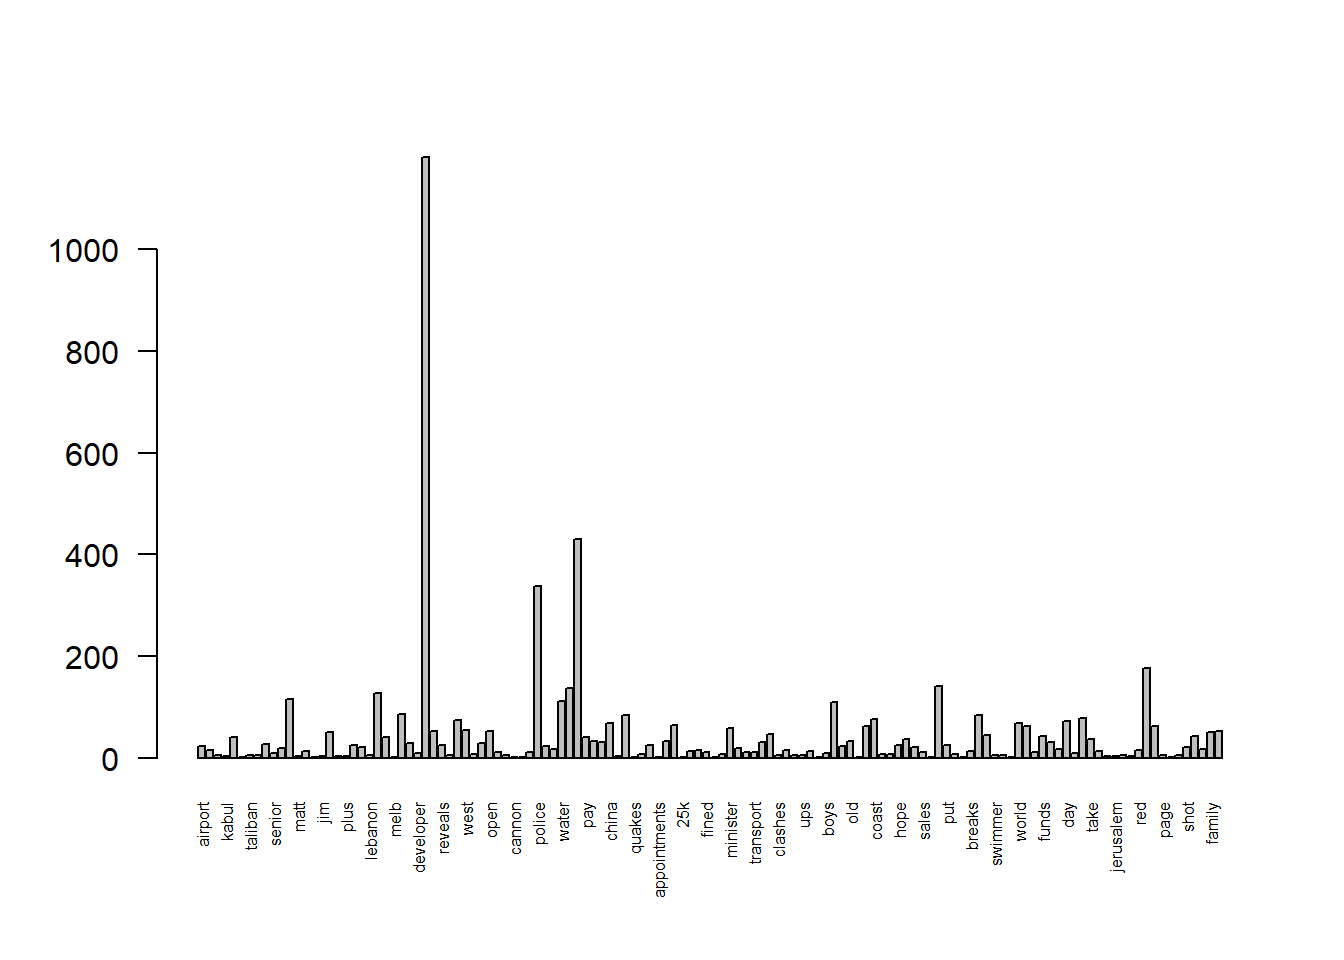 1000
800
600
400
200
0
airport
kabul
taliban
senior
matt
jim
plus
lebanon
melb
developer
reveals
west
open
cannon
police
water
pay
china
quakes
appointments
25k
fined
minister
transport
clashes
ups
boys
old
coast
hope
sales
put
breaks
swimmer
world
funds
day
take
jerusalem
red
page
shot
family